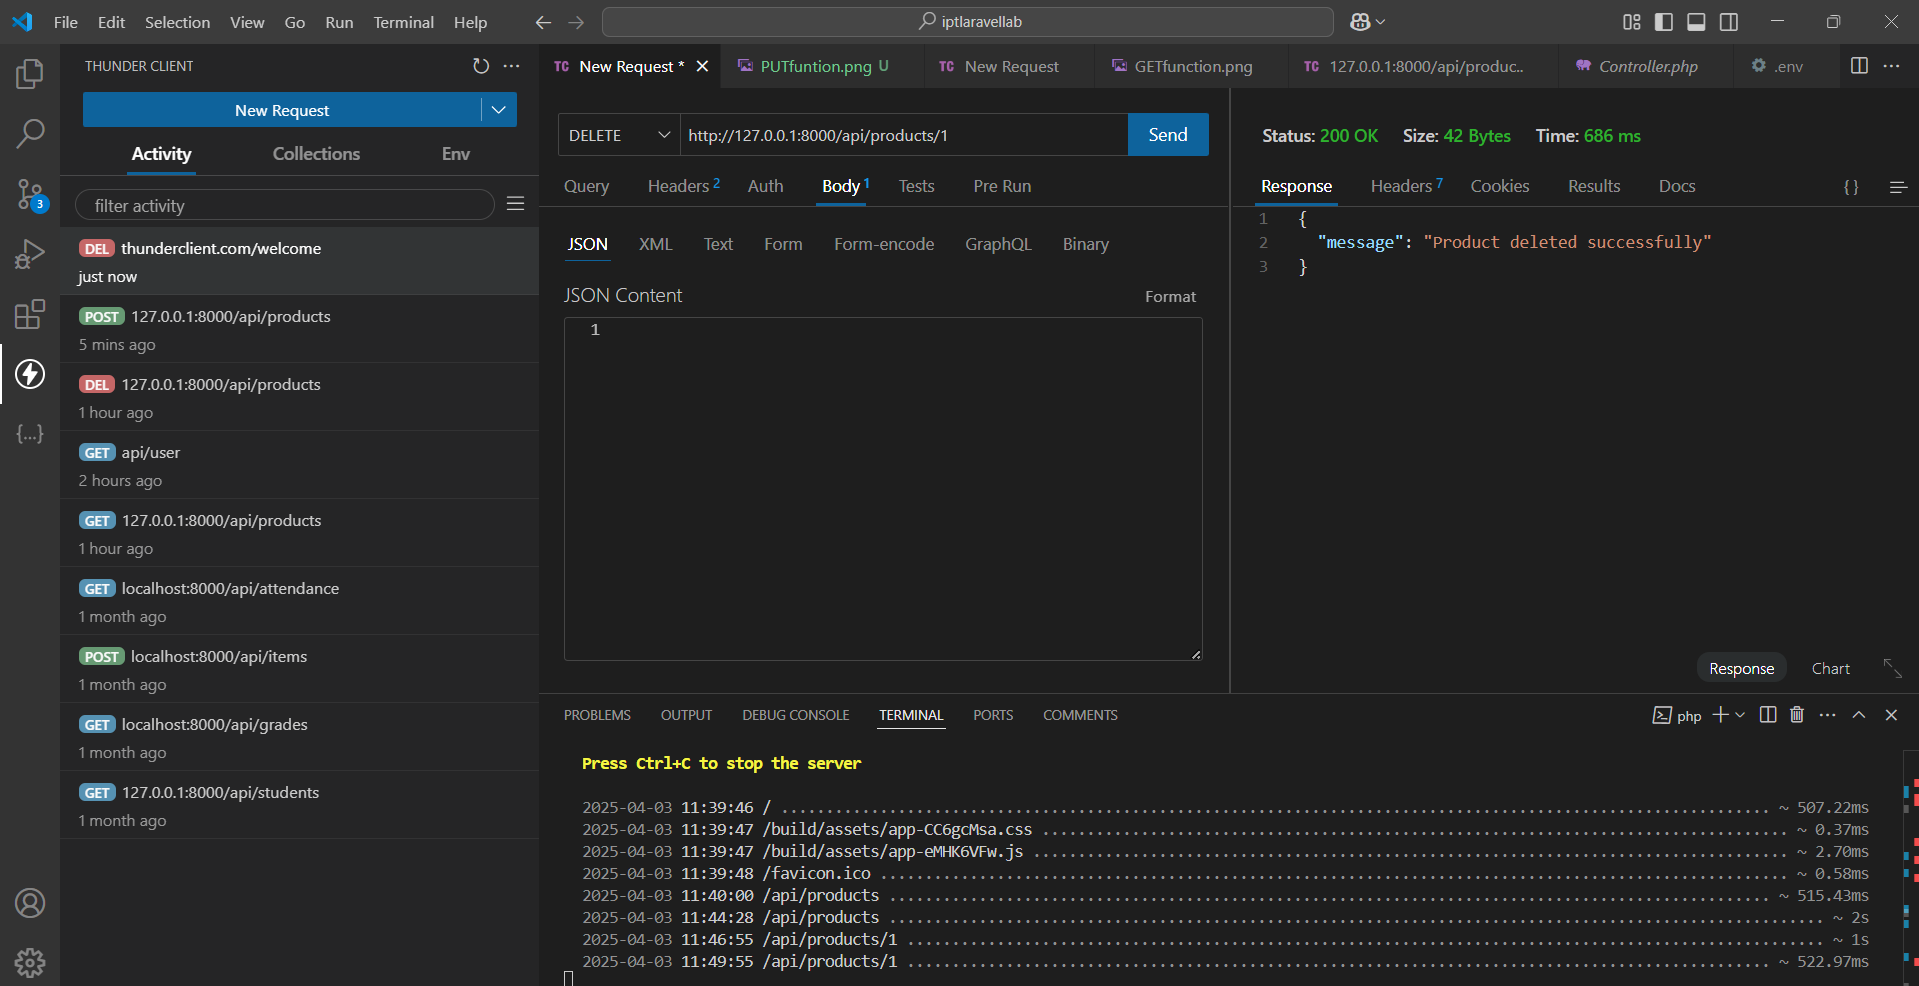 File Edit Selection View Go Run Terminal Help
iptlaravellab
THUNDER CLIENT
New Request
Activity Collections Env
filter activity
DEL thunderclient.com/welcome
just now
POST 127.0.0.1:8000/api/products
5 mins ago
DEL 127.0.0.1:8000/api/products
1 hour ago
GET api/user
2 hours ago
GET 127.0.0.1:8000/api/products
1 hour ago
GET localhost:8000/api/attendance
1 month ago
POST localhost:8000/api/items
1 month ago
GET localhost:8000/api/grades
1 month ago
GET 127.0.0.1:8000/api/students
1 month ago
3
{...}
TC New Request * PUTfuntion.png U TC New Request GETfunction.png TC 127.0.0.1:8000/api/produc.. Controller.php .env
DELETE http://127.0.0.1:8000/api/products/1 Send
Query Headers 2 Auth Body 1 Tests Pre Run
JSON XML Text Form Form-encode GraphQL Binary
JSON Content Format
1
Status: 200 OK Size: 42 Bytes Time: 686 ms
Response Headers 7 Cookies Results Docs { }
1 {
2 "message": "Product deleted successfully"
3 }
Response Chart
PROBLEMS OUTPUT DEBUG CONSOLE TERMINAL PORTS COMMENTS
php
Press Ctrl+C to stop the server
2025-04-03 11:39:46 / ........ ~ 507.22ms
2025-04-03 11:39:47 /build/assets/app-CC6gcMsa.css ........ ~ 0.37ms
2025-04-03 11:39:47 /build/assets/app-eMHK6VFw.js ........ ~ 2.70ms
2025-04-03 11:39:48 /favicon.ico ........ ~ 0.58ms
2025-04-03 11:40:00 /api/products ........ ~ 515.43ms
2025-04-03 11:44:28 /api/products ........ ~ 2s
2025-04-03 11:46:55 /api/products/1 ........ ~ 1s
2025-04-03 11:49:55 /api/products/1 ........ ~ 522.97ms